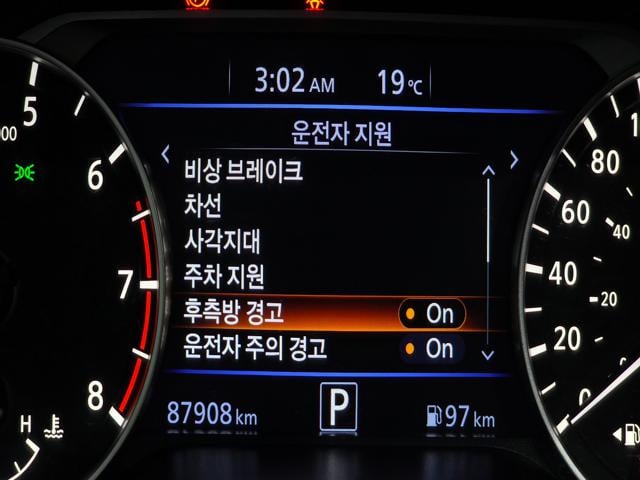 3:02 AM 19°C
운전자 지원
비상 브레이크
차선
사각지대
주차 지원
후측방 경고 On
운전자 주의 경고 On
87908 km P 97 km
5
6
7
8
H
80
60
40
20
0
40
20